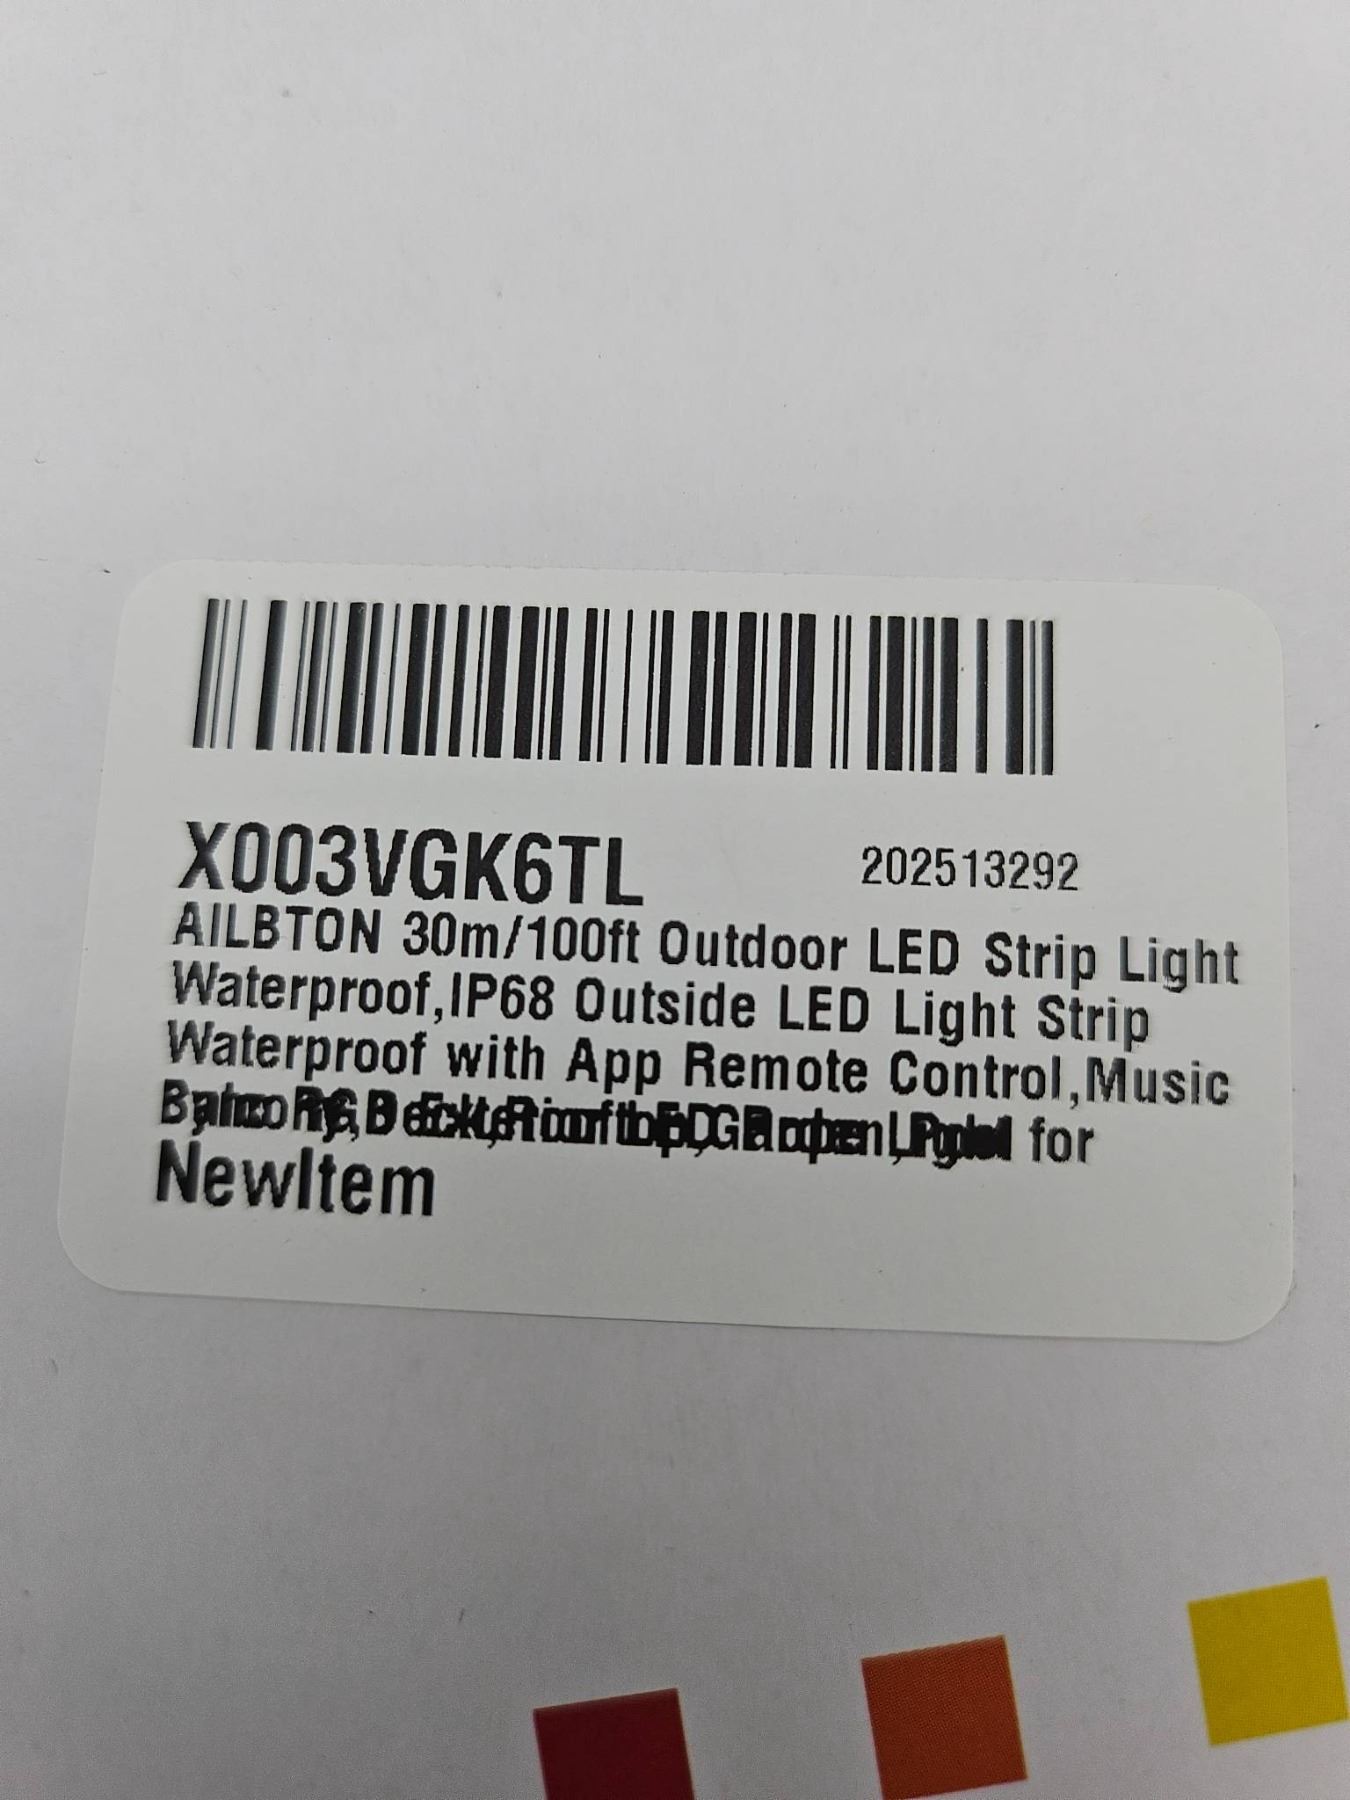 X003VGK6TL
202513292
AILBTON 30m/100ft Outdoor LED Strip Light
Waterproof,IP68 Outside LED Light Strip
Waterproof with App Remote Control,Music
for
NewItem